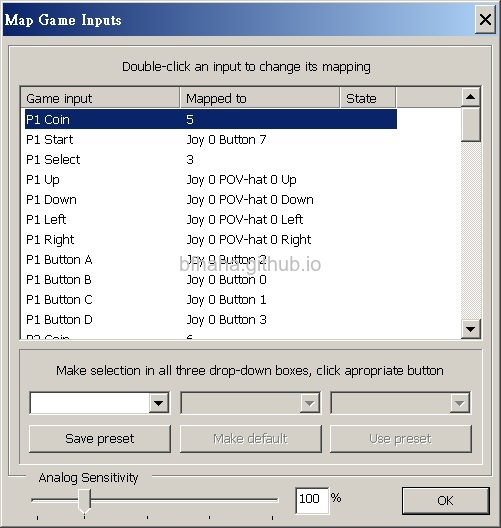 Map Game Inputs
Double-click an input to change its mapping
Game input Mapped to State
P1 Coin 5
P1 Start Joy 0 Button 7
P1 Select 3
P1 Up Joy 0 POV-hat 0 Up
P1 Down Joy 0 POV-hat 0 Down
P1 Left Joy 0 POV-hat 0 Left
P1 Right Joy 0 POV-hat 0 Right
P1 Button A Joy 0 Button 2
P1 Button B Joy 0 Button 0
P1 Button C Joy 0 Button 1
P1 Button D Joy 0 Button 3
P2 Coin 6
Make selection in all three drop-down boxes, click apropriate button
Save preset Make default Use preset
Analog Sensitivity
100 %
OK